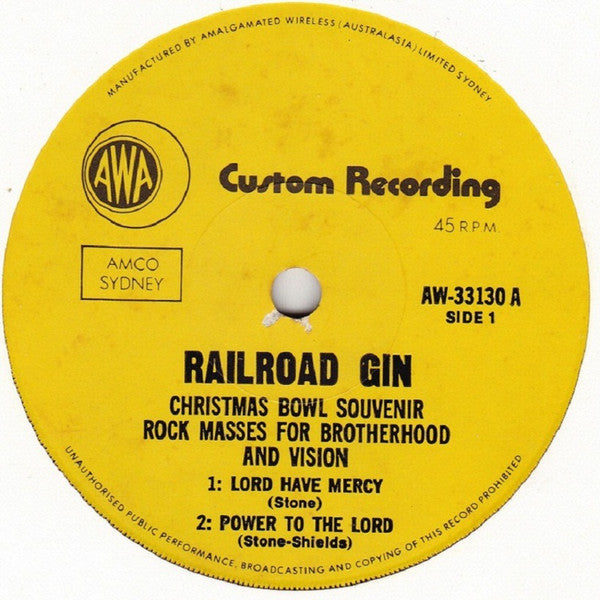 MANUFACTURED BY AMALGAMATED WIRELESS (AUSTRALASIA) LIMITED SYDNEY
AWA
Custom Recording
45 R.P.M.
AMCO
SYDNEY
AW-33130 A
SIDE 1
RAILROAD GIN
CHRISTMAS BOWL SOUVENIR
ROCK MASSES FOR BROTHERHOOD
AND VISION
1: LORD HAVE MERCY
(Stone)
2: POWER TO THE LORD
(Stone-Shields)
UNAUTHORISED PUBLIC PERFORMANCE, BROADCASTING AND COPYING OF THIS RECORD PROHIBITED